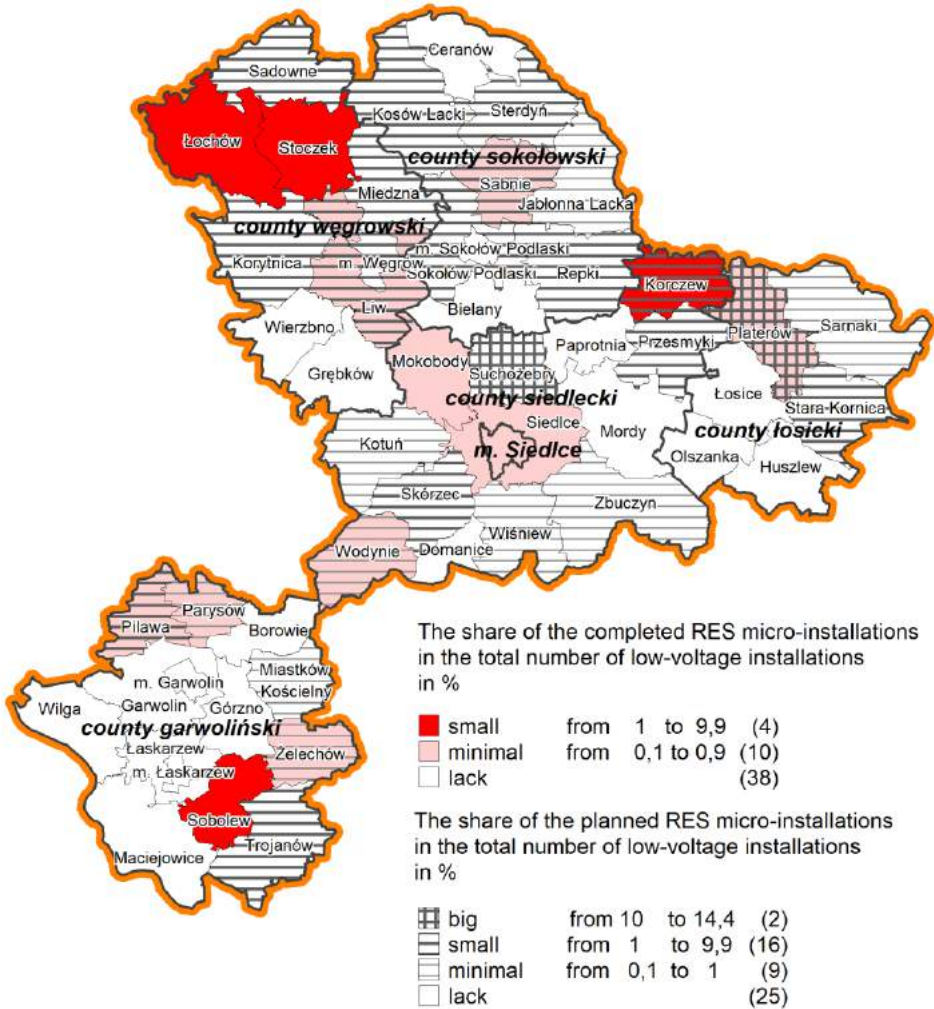 Ceranów
Sadowne
Kosów Lacki
Sterdyń
Łochów
Stoczek
county sokołowski
Sabnie
Miedzna
Jabłonna Lacka
county węgrowski
m. Sokołów Podlaski
Korytnica
m. Węgrów
Sokołów Podlaski
Repki
Korczew
Liw
Bielany
Wierzbno
Platerów
Sarnaki
Mokobody
Paprotnia
Przesmyki
Grębków
Suchożebry
Łosice
county siedlecki
Stara Kornica
Siedlce
Kotuń
m. Siedlce
Mordy
county łosicki
Olszanka
Huszlew
Skórzec
Zbuczyn
Wiśniew
Wodynie
Domanice
Parysów
Pilawa
Borowie
Miastków
Kościelny
m. Garwolin
Wilga
Garwolin
Górzno
county garwoliński
Łaskarzew
Żelechów
m. Łaskarzew
Sobolew
Trojanów
Maciejowice
The share of the completed RES micro-installations
in the total number of low-voltage installations
in %
small from 1 to 9,9 (4)
minimal from 0,1 to 0,9 (10)
lack (38)
The share of the planned RES micro-installations
in the total number of low-voltage installations
in %
big from 10 to 14,4 (2)
small from 1 to 9,9 (16)
minimal from 0,1 to 1 (9)
lack (25)